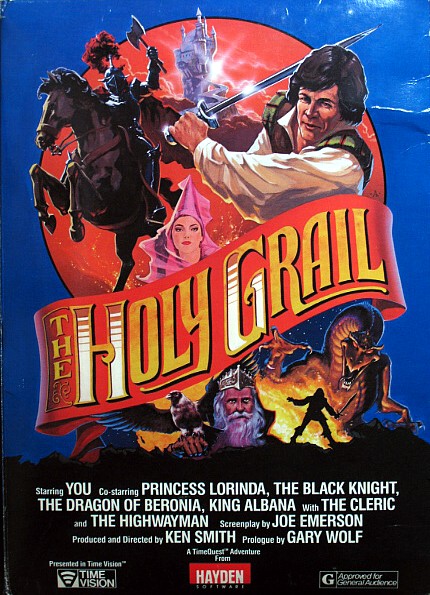 THE HOLY GRAIL
Starring YOU Co-starring PRINCESS LORINDA, THE BLACK KNIGHT,
THE DRAGON OF BERONIA, KING ALBANA With THE CLERIC
and THE HIGHWAYMAN Screenplay by JOE EMERSON
Produced and Directed by KEN SMITH Prologue by GARY WOLF
A TimeQuest™ Adventure
From
Presented in Time Vision™
TIME
VISION
HAYDEN
SOFTWARE
G Approved for
General Audience